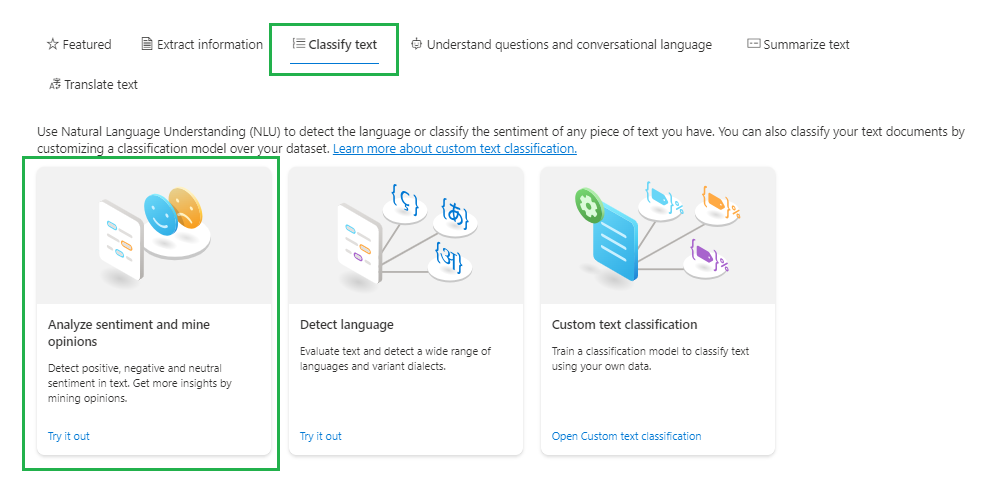 Featured
Extract information
Classify text
Understand questions and conversational language
Summarize text
Translate text
Use Natural Language Understanding (NLU) to detect the language or classify the sentiment of any piece of text you have. You can also classify your text documents by
customizing a classification model over your dataset. Learn more about custom text classification.
{ç}
{あ}
{अ}
%
%
%
Analyze sentiment and mine
opinions
Detect positive, negative and neutral
sentiment in text. Get more insights by
mining opinions.
Try it out
Detect language
Evaluate text and detect a wide range of
languages and variant dialects.
Try it out
Custom text classification
Train a classification model to classify text
using your own data.
Open Custom text classification